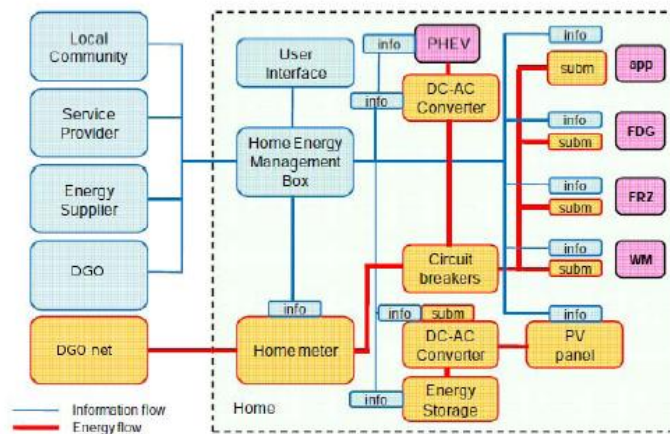 Local
Community
Service
Provider
Energy
Supplier
DGO
DGO net
Information flow
Energy flow
User
Interface
Home Energy
Management
Box
info
Home meter
Home
info
PHEV
info
DC-AC
Converter
Circuit
breakers
info
subm
DC-AC
Converter
info
Energy
Storage
info
subm
app
info
subm
FDG
info
subm
FRZ
info
subm
WM
info
PV
panel